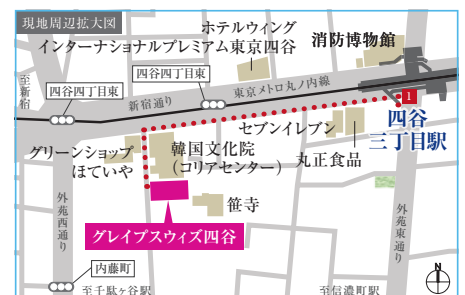 現地周辺拡大図
ホテルウィング
インターナショナルプレミアム東京四谷
消防博物館
至新宿
四谷四丁目東
四谷四丁目東
新宿通り
東京メトロ丸ノ内線
1
四谷
三丁目駅
セブンイレブン
丸正食品
グリーンショップ
ほていや
韓国文化院
(コリアセンター)
笹寺
グレイプスウィズ四谷
外苑西通り
外苑東通り
内藤町
至千駄ヶ谷駅
至信濃町駅
N